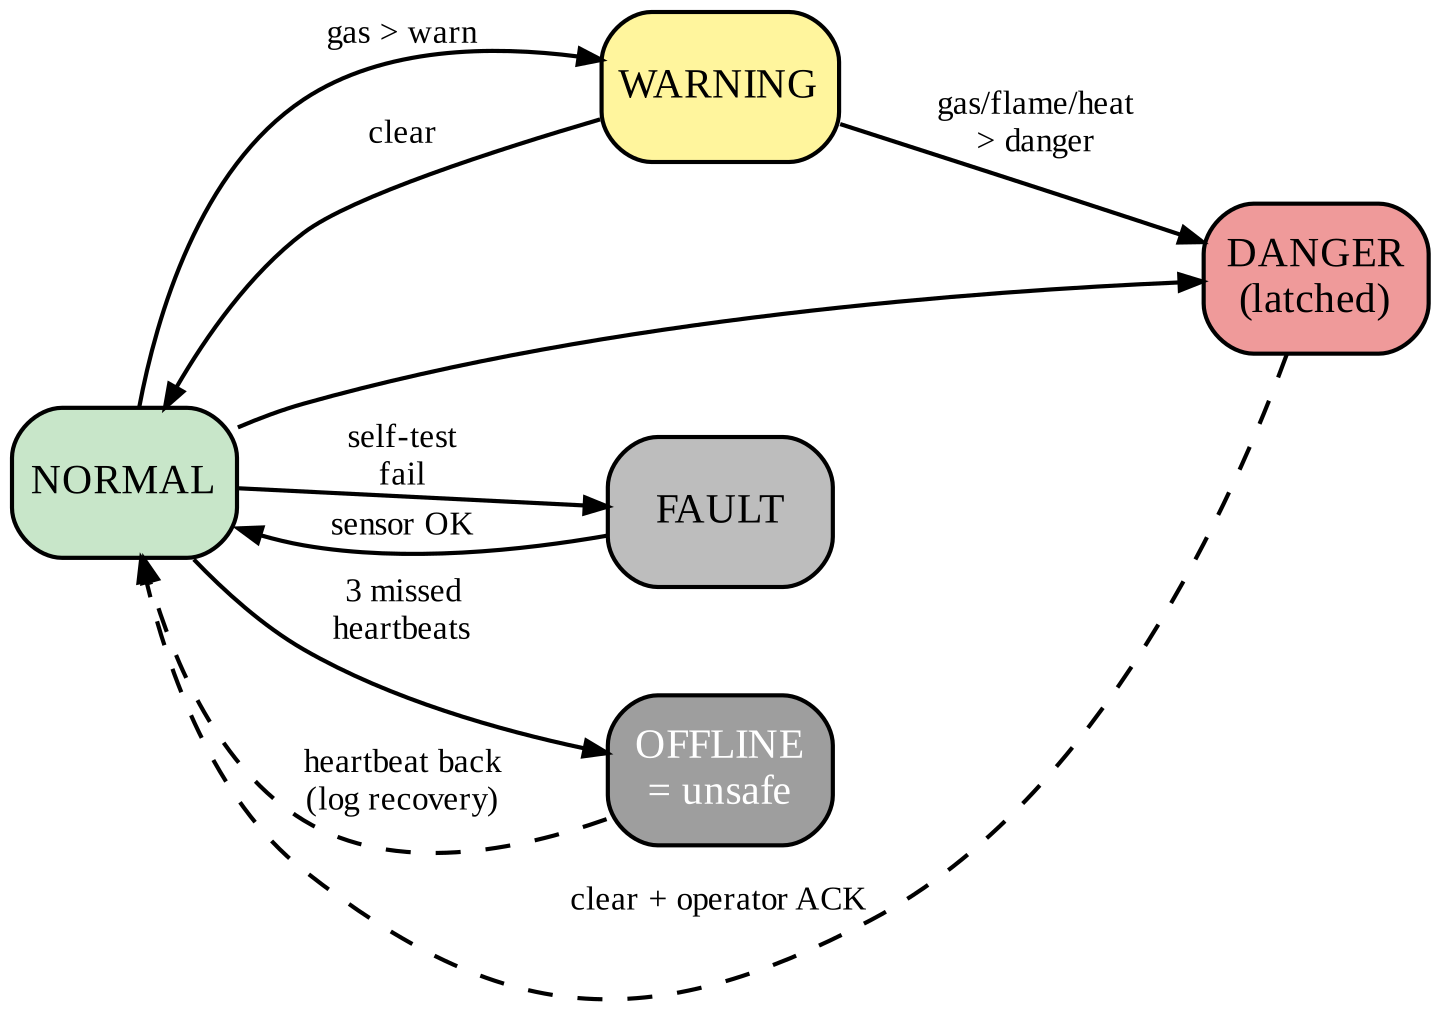 gas > warn
WARNING
clear
gas/flame/heat
> danger
DANGER
(latched)
NORMAL
self-test
fail
FAULT
sensor OK
3 missed
heartbeats
OFFLINE
= unsafe
heartbeat back
(log recovery)
clear + operator ACK